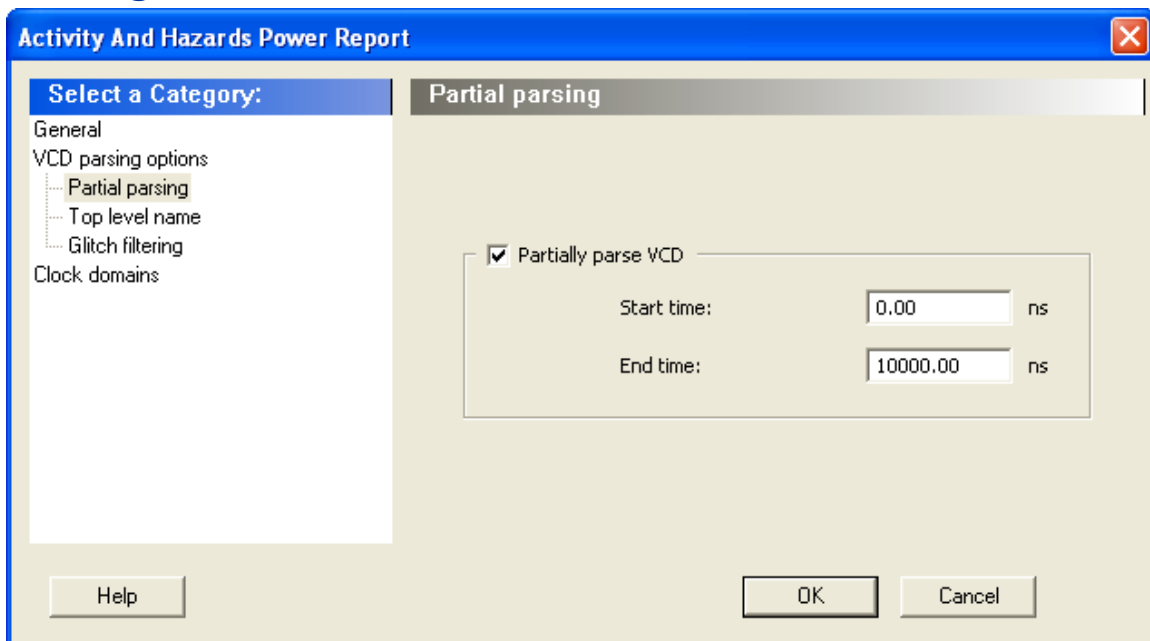 Activity And Hazards Power Report
Select a Category:
General
VCD parsing options
Partial parsing
Top level name
Glitch filtering
Clock domains
Partial parsing
Partially parse VCD
Start time: 0.00 ns
End time: 10000.00 ns
Help OK Cancel